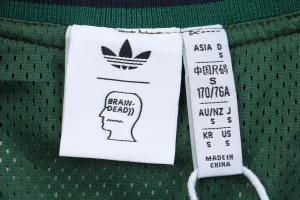 BRAIN-
DEAD))
ASIA D
S S
中国尺码
S
170/76A
AU/NZ J
S S
KR US
S S
MADE IN
CHINA